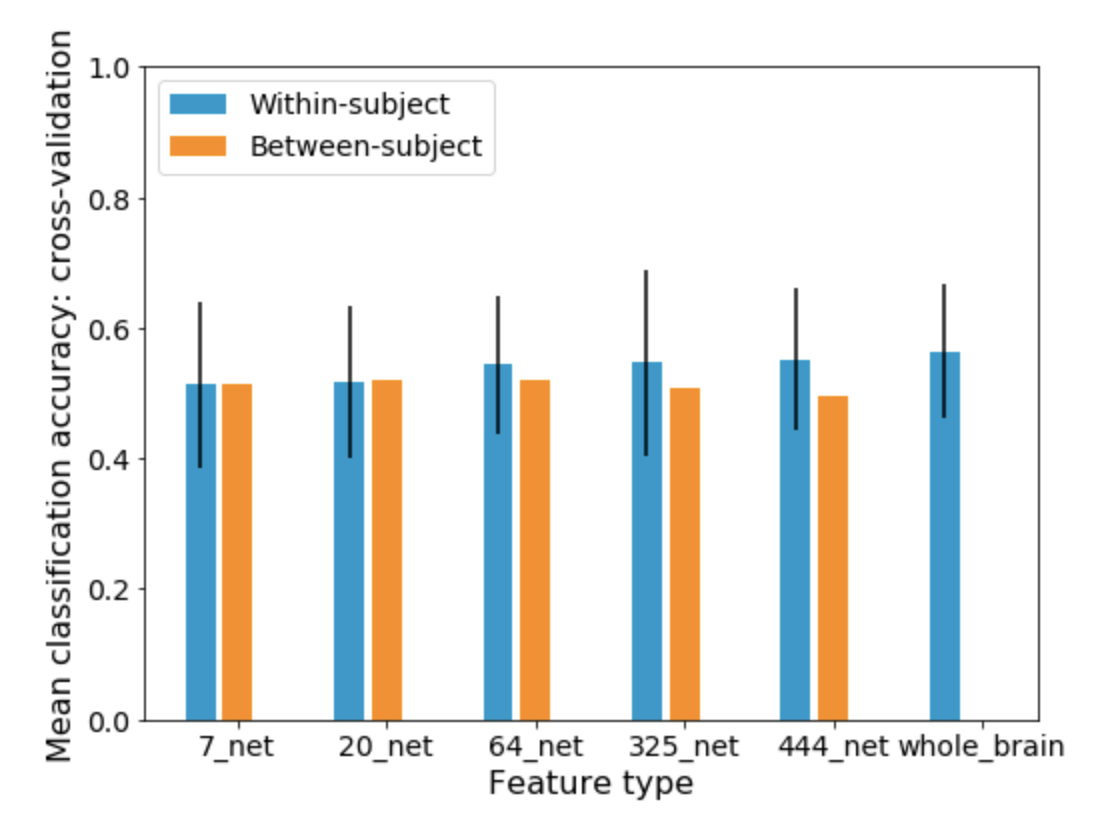 Mean classification accuracy: cross-validation
1.0
0.8
0.6
0.4
0.2
0.0
Within-subject
Between-subject
7_net 20_net 64_net 325_net 444_net whole_brain
Feature type